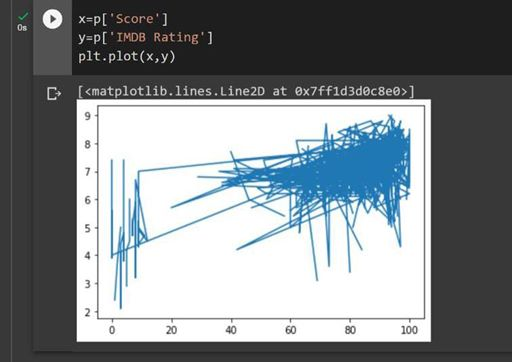 0s
x=p['Score']
y=p['IMDB Rating']
plt.plot(x,y)
[<matplotlib.lines.Line2D at 0x7ff1d3d0c8e0>]
9
8
7
6
5
4
3
2
0 20 40 60 80 100